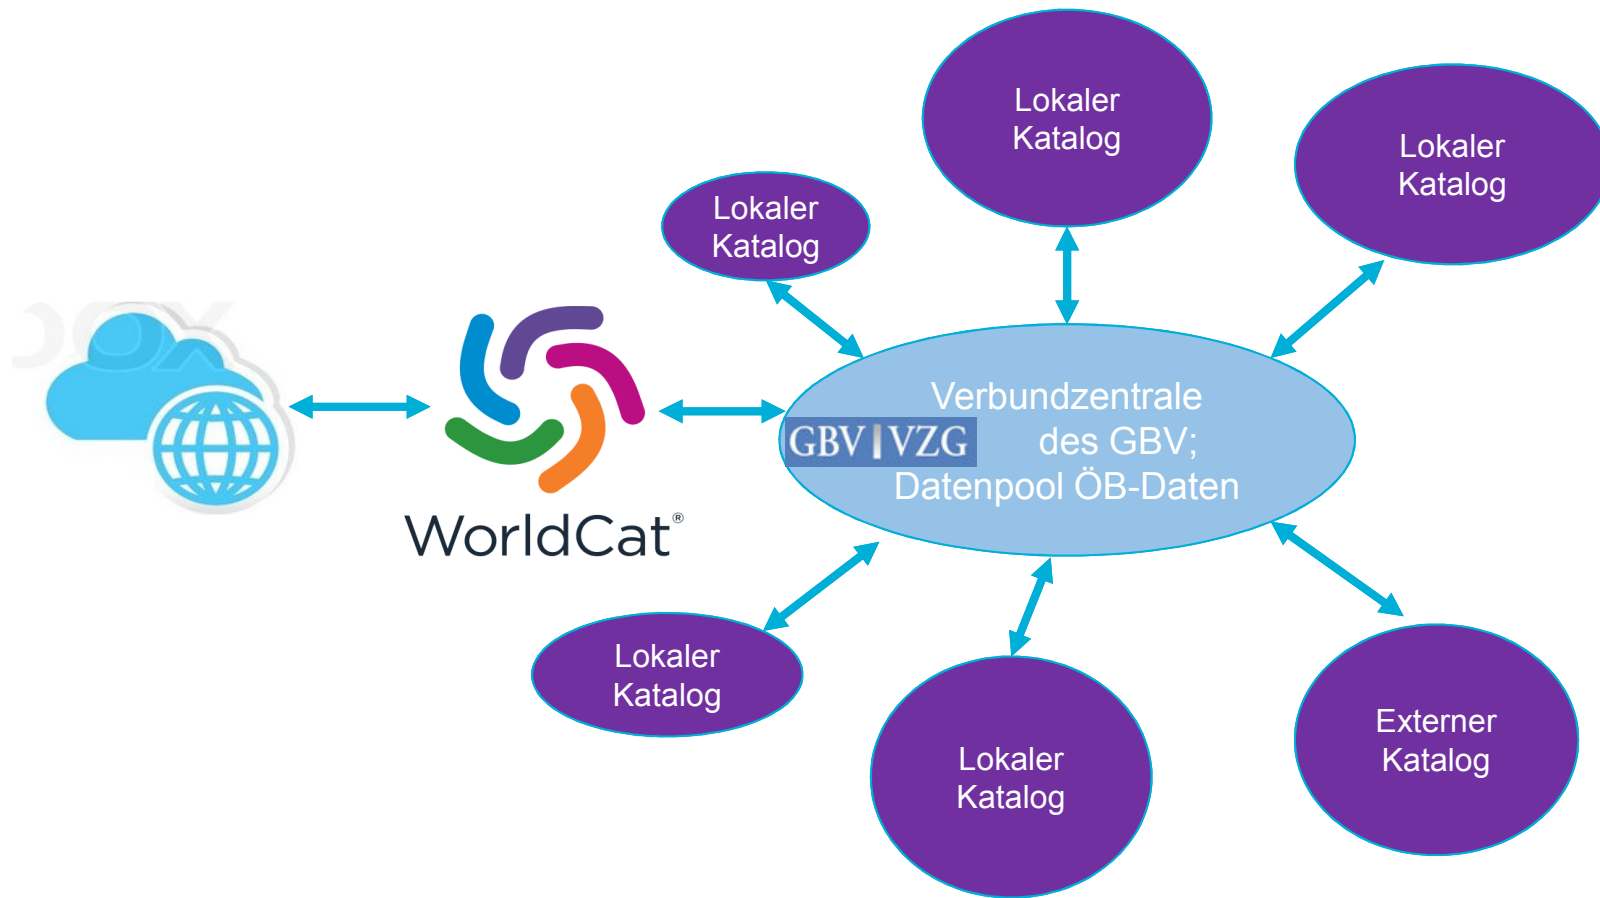 Lokaler
Katalog
Lokaler
Katalog
Lokaler
Katalog
WorldCat®
Verbundzentrale
GBV VZG
des GBV;
Datenpool ÖB-Daten
Lokaler
Katalog
Lokaler
Katalog
Externer
Katalog